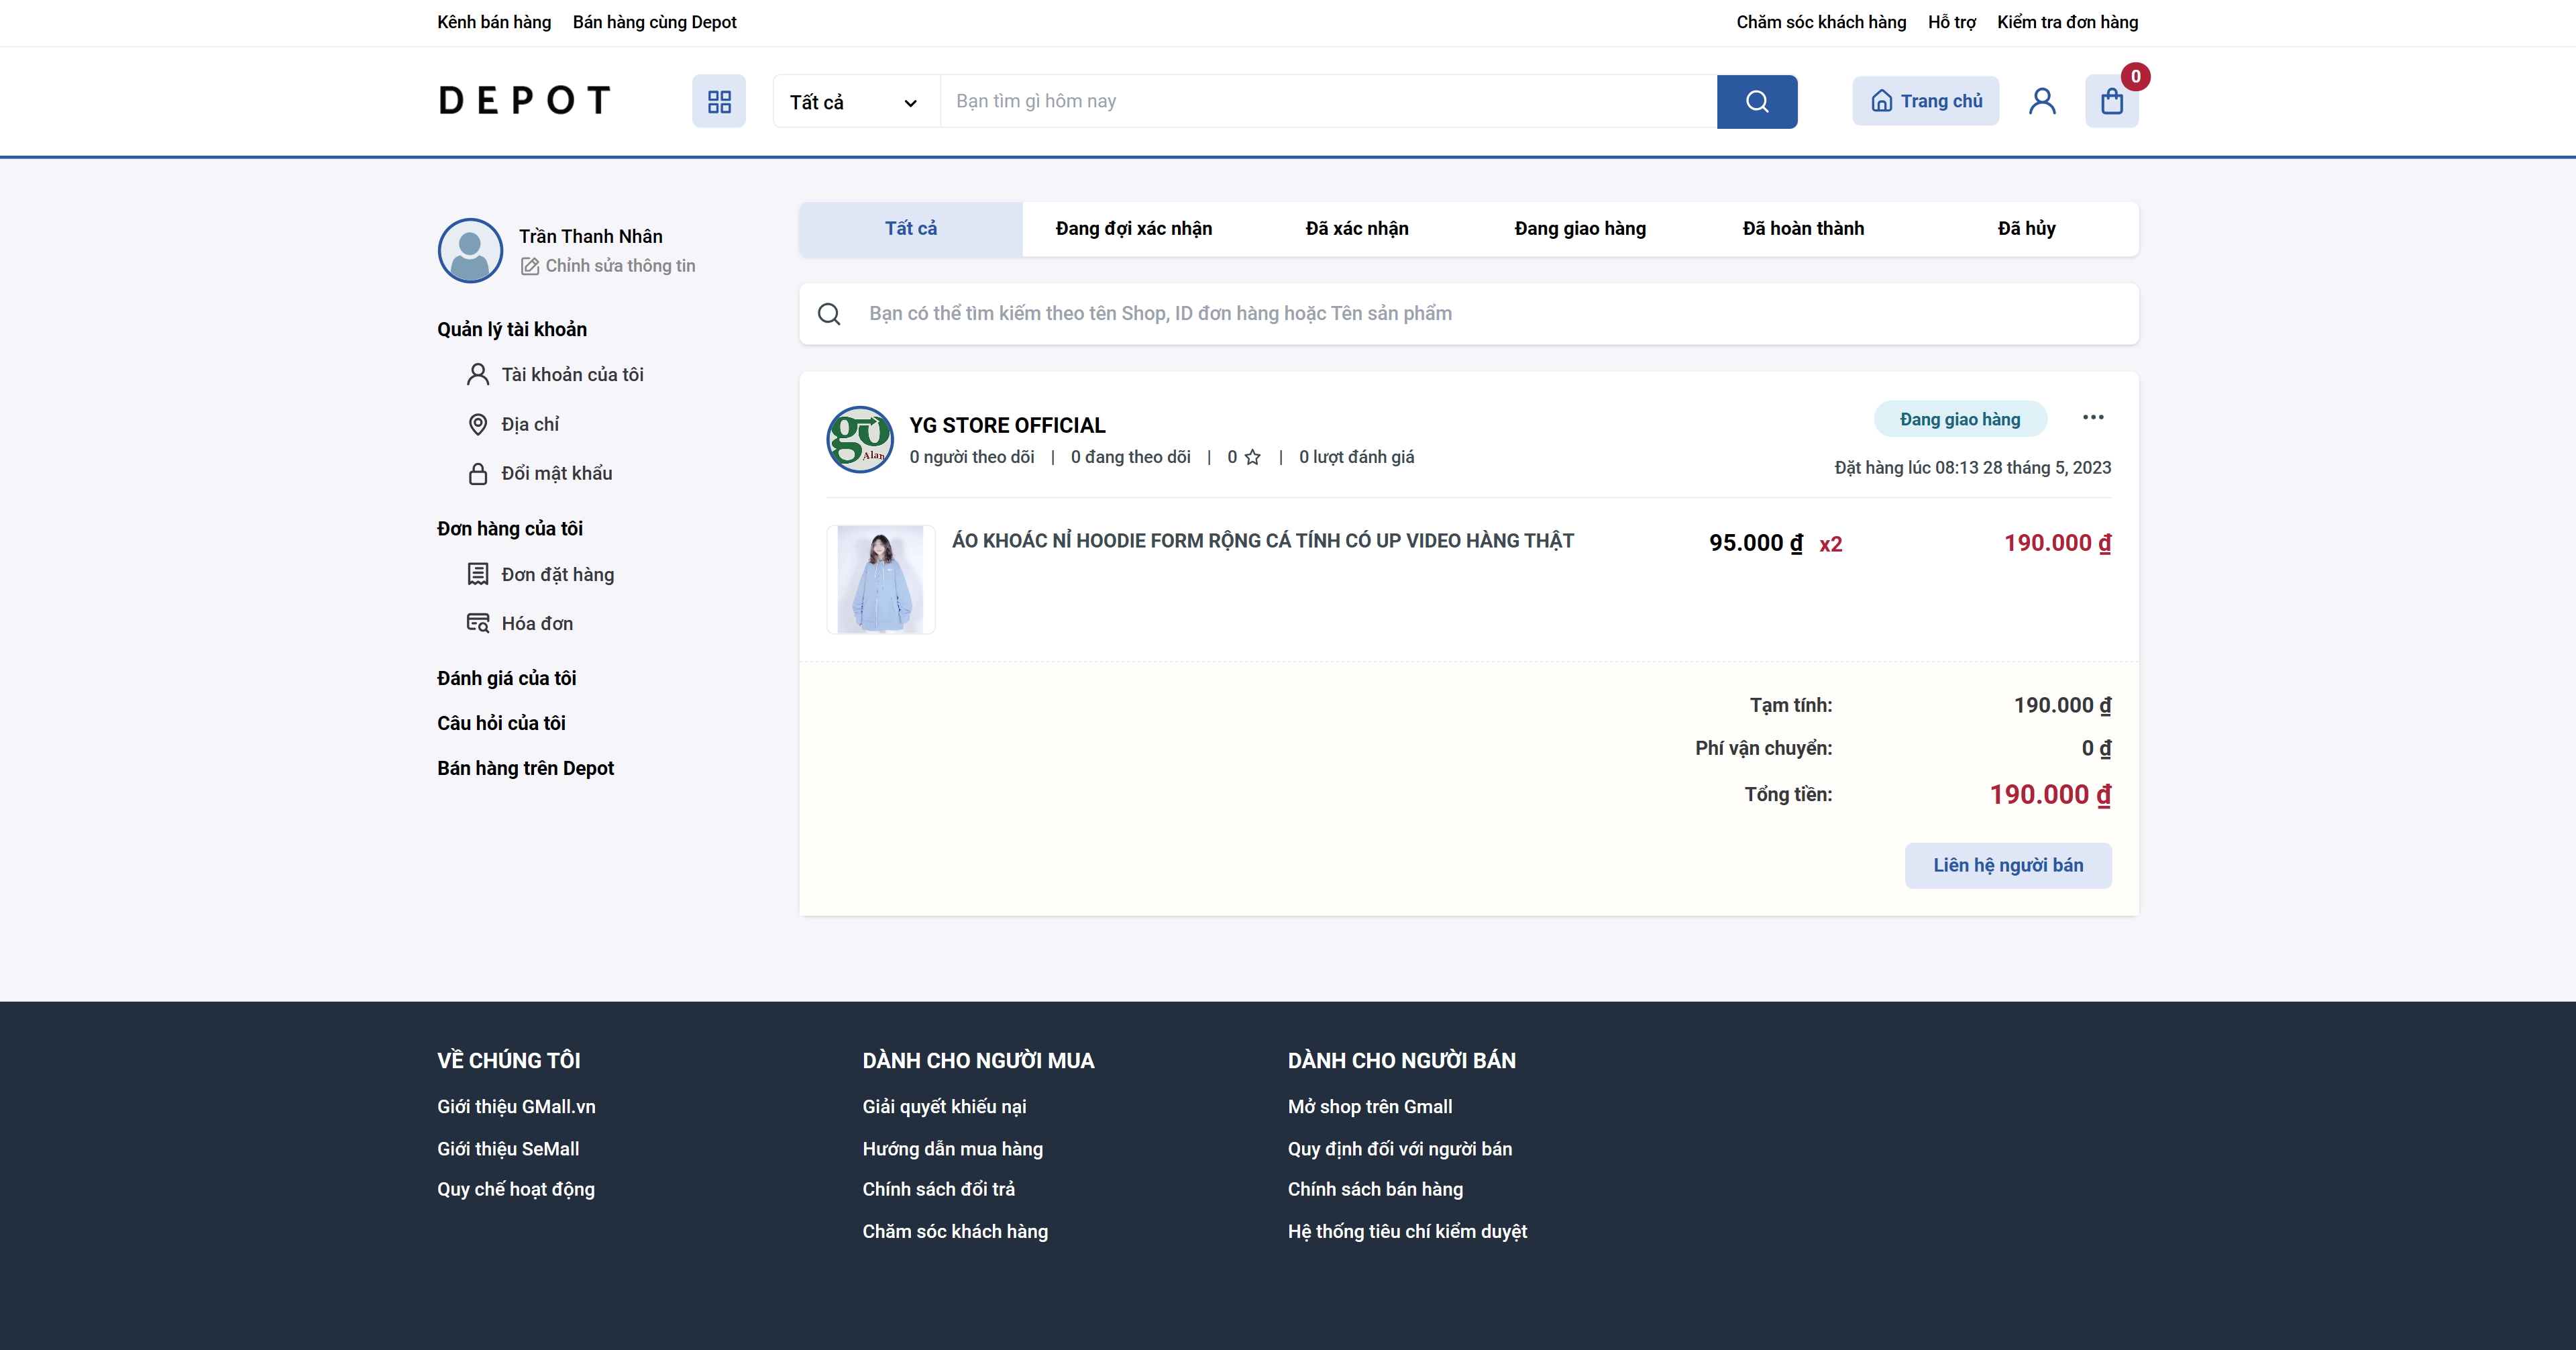 Kênh bán hàng Bán hàng cùng Depot Chăm sóc khách hàng Hỗ trợ Kiểm tra đơn hàng
DEPOT Tất cả Bạn tìm gì hôm nay Trang chủ 0
Trần Thanh Nhân
Chỉnh sửa thông tin
Quản lý tài khoản
Tài khoản của tôi
Địa chỉ
Đổi mật khẩu
Đơn hàng của tôi
Đơn đặt hàng
Hóa đơn
Đánh giá của tôi
Câu hỏi của tôi
Bán hàng trên Depot
Tất cả Đang đợi xác nhận Đã xác nhận Đang giao hàng Đã hoàn thành Đã hủy
Bạn có thể tìm kiếm theo tên Shop, ID đơn hàng hoặc Tên sản phẩm
go
Alan
YG STORE OFFICIAL
0 người theo dõi | 0 đang theo dõi | 0 | 0 lượt đánh giá
Đang giao hàng
Đặt hàng lúc 08:13 28 tháng 5, 2023
ÁO KHOÁC NỈ HOODIE FORM RỘNG CÁ TÍNH CÓ UP VIDEO HÀNG THẬT 95.000 ₫ x2 190.000 ₫
Tạm tính: 190.000 ₫
Phí vận chuyển: 0 ₫
Tổng tiền: 190.000 ₫
Liên hệ người bán
VỀ CHÚNG TÔI
Giới thiệu GMall.vn
Giới thiệu SeMall
Quy chế hoạt động
DÀNH CHO NGƯỜI MUA
Giải quyết khiếu nại
Hướng dẫn mua hàng
Chính sách đổi trả
Chăm sóc khách hàng
DÀNH CHO NGƯỜI BÁN
Mở shop trên Gmall
Quy định đối với người bán
Chính sách bán hàng
Hệ thống tiêu chí kiểm duyệt